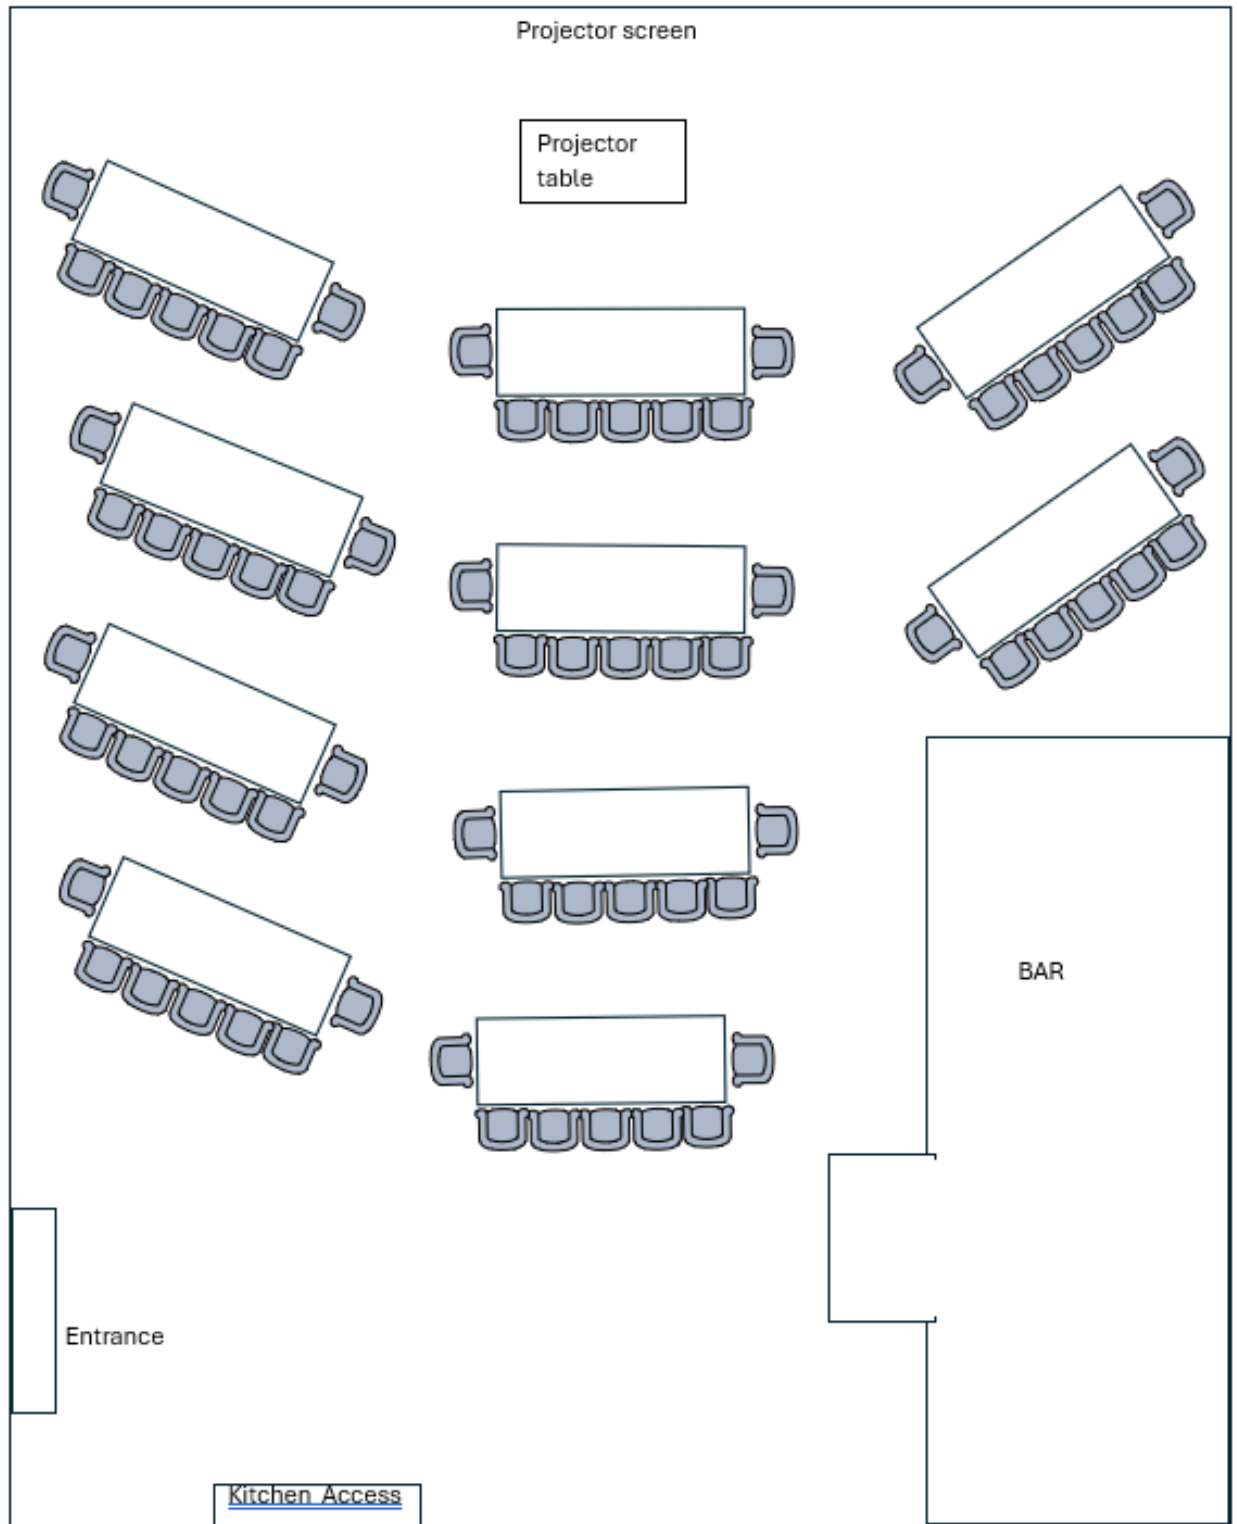 Projector screen
Projector
table
BAR
Entrance
Kitchen Access